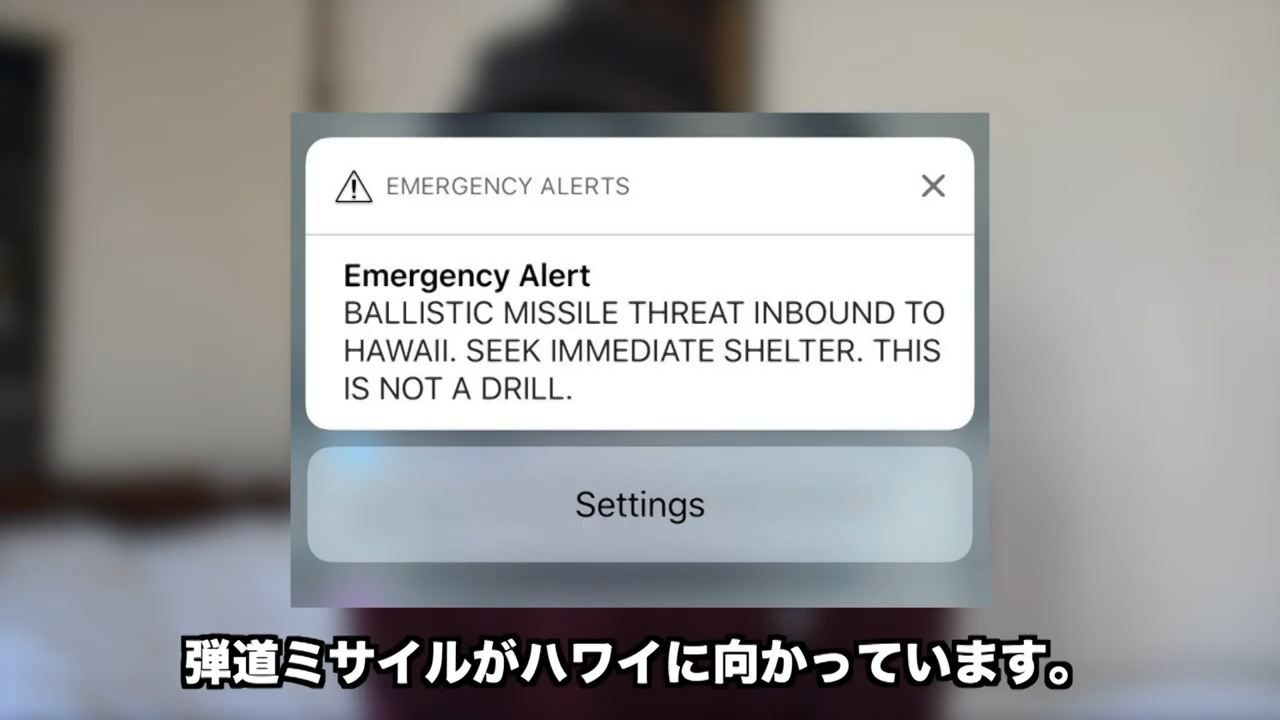 EMERGENCY ALERTS
Emergency Alert
BALLISTIC MISSILE THREAT INBOUND TO
HAWAII. SEEK IMMEDIATE SHELTER. THIS
IS NOT A DRILL.
Settings
弾道ミサイルがハワイに向かっています。